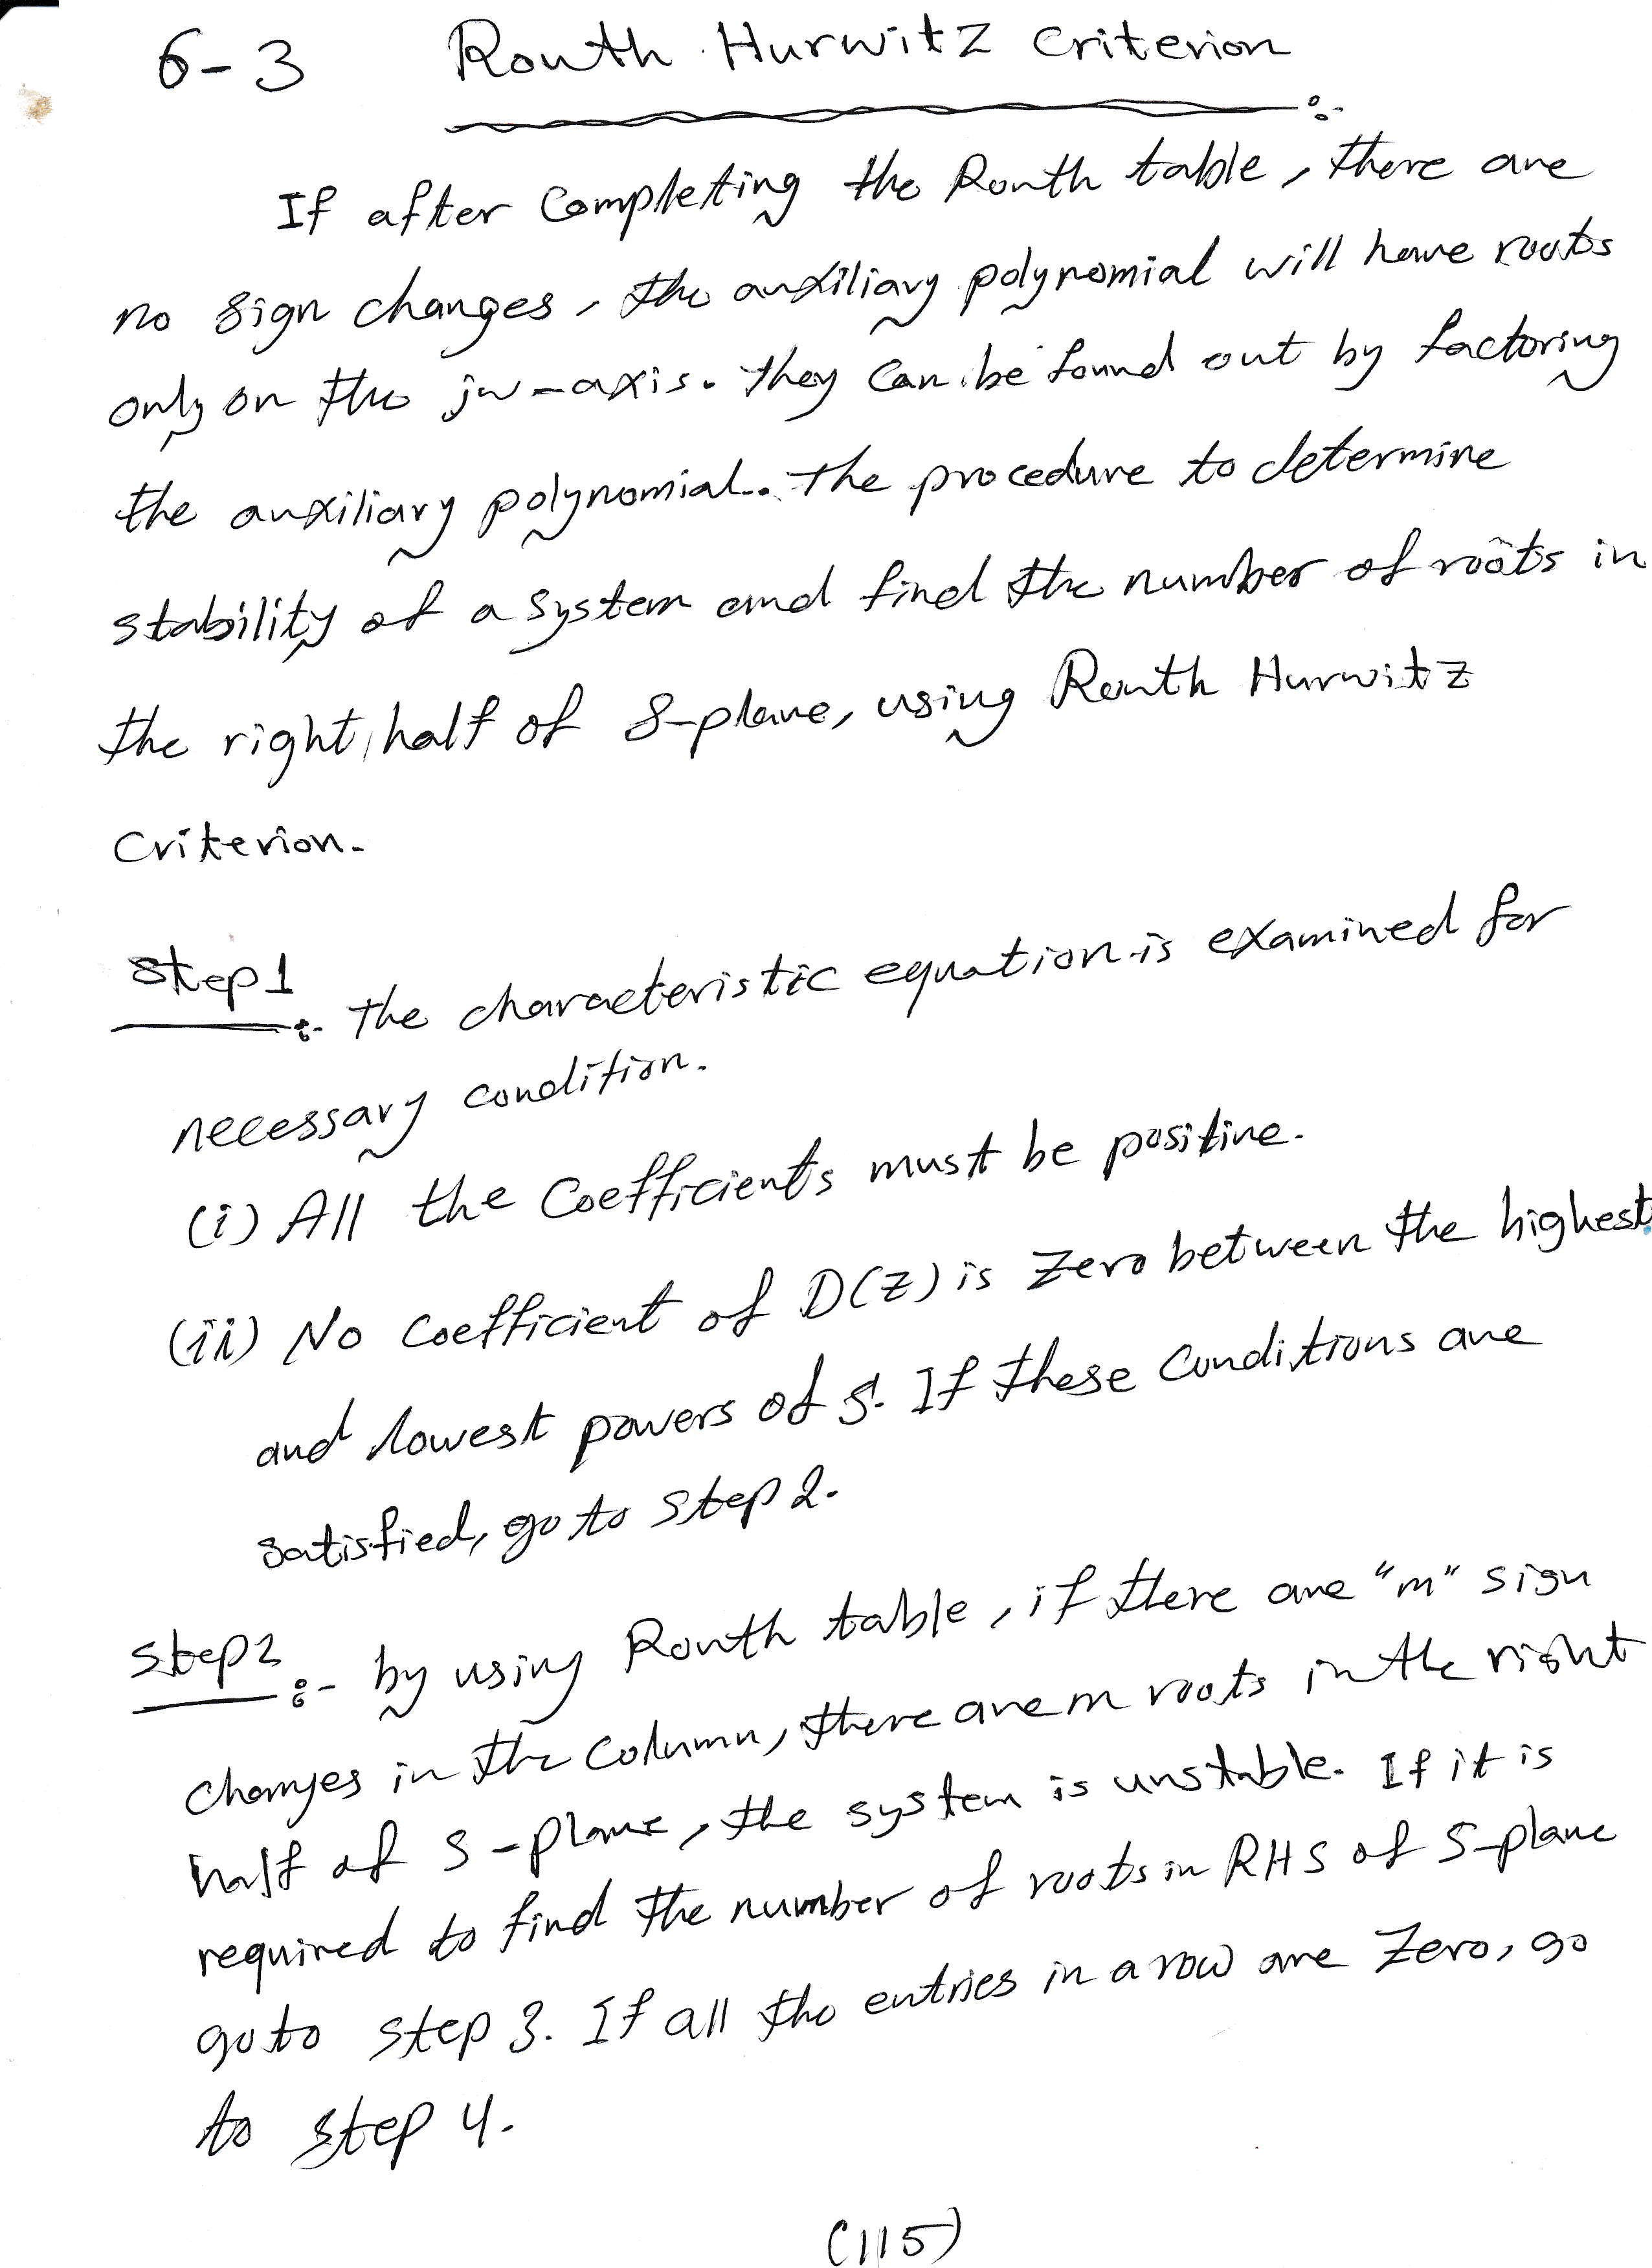 6-3 Routh Hurwitz criterion :-
If after completing the Routh table, there are
no sign changes, the auxiliary polynomial will have roots
only on the jw-axis. They can be found out by factoring
the auxiliary polynomial. The procedure to determine
stability of a system and find the number of roots in
the right half of S-plane, using Routh Hurwitz
Criterion.
Step1 :- The characteristic equation is examined for
necessary condition.
(i) All the Coefficients must be positive.
(ii) No Coefficient of D(Z) is Zero between the highest
and lowest powers of S. If these Conditions are
satisfied, go to Step 2.
Step2 :- by using Routh table, if there are "m" sign
changes in the Column, there are m roots in the right
half of S-plane, the system is unstable. If it is
required to find the number of roots in RHS of S-plane
go to step 3. If all the entries in a row are Zero, go
to step 4.
(115)